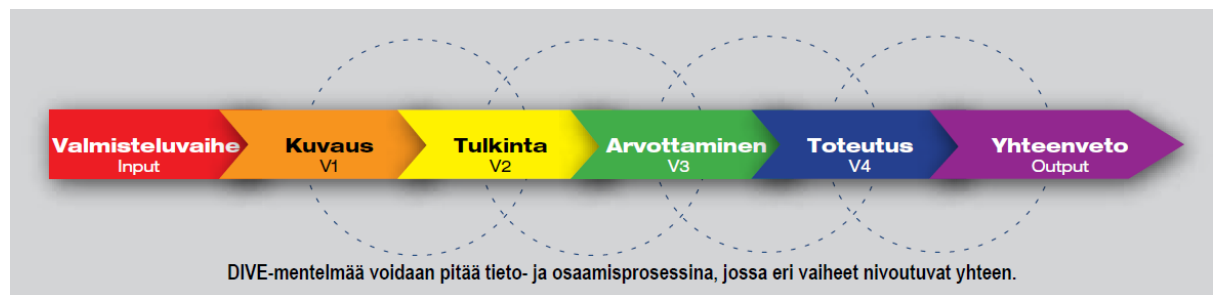 Valmisteluvaihe
Input
Kuvaus
V1
Tulkinta
V2
Arvottaminen
V3
Toteutus
V4
Yhteenveto
Output
DIVE-mentelmää voidaan pitää tieto- ja osaamisprosessina, jossa eri vaiheet nivoutuvat yhteen.